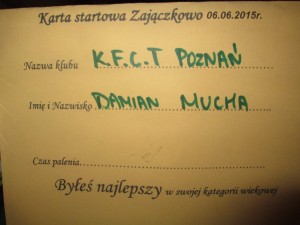 Karta startowa Zajączkowo 06.06.2015r.
Nazwa klubu K.F.C.T POZNAŃ
Imię i Nazwisko DAMIAN MUCHA
Czas palenia
Byłeś najlepszy w swojej kategorii wiekowej